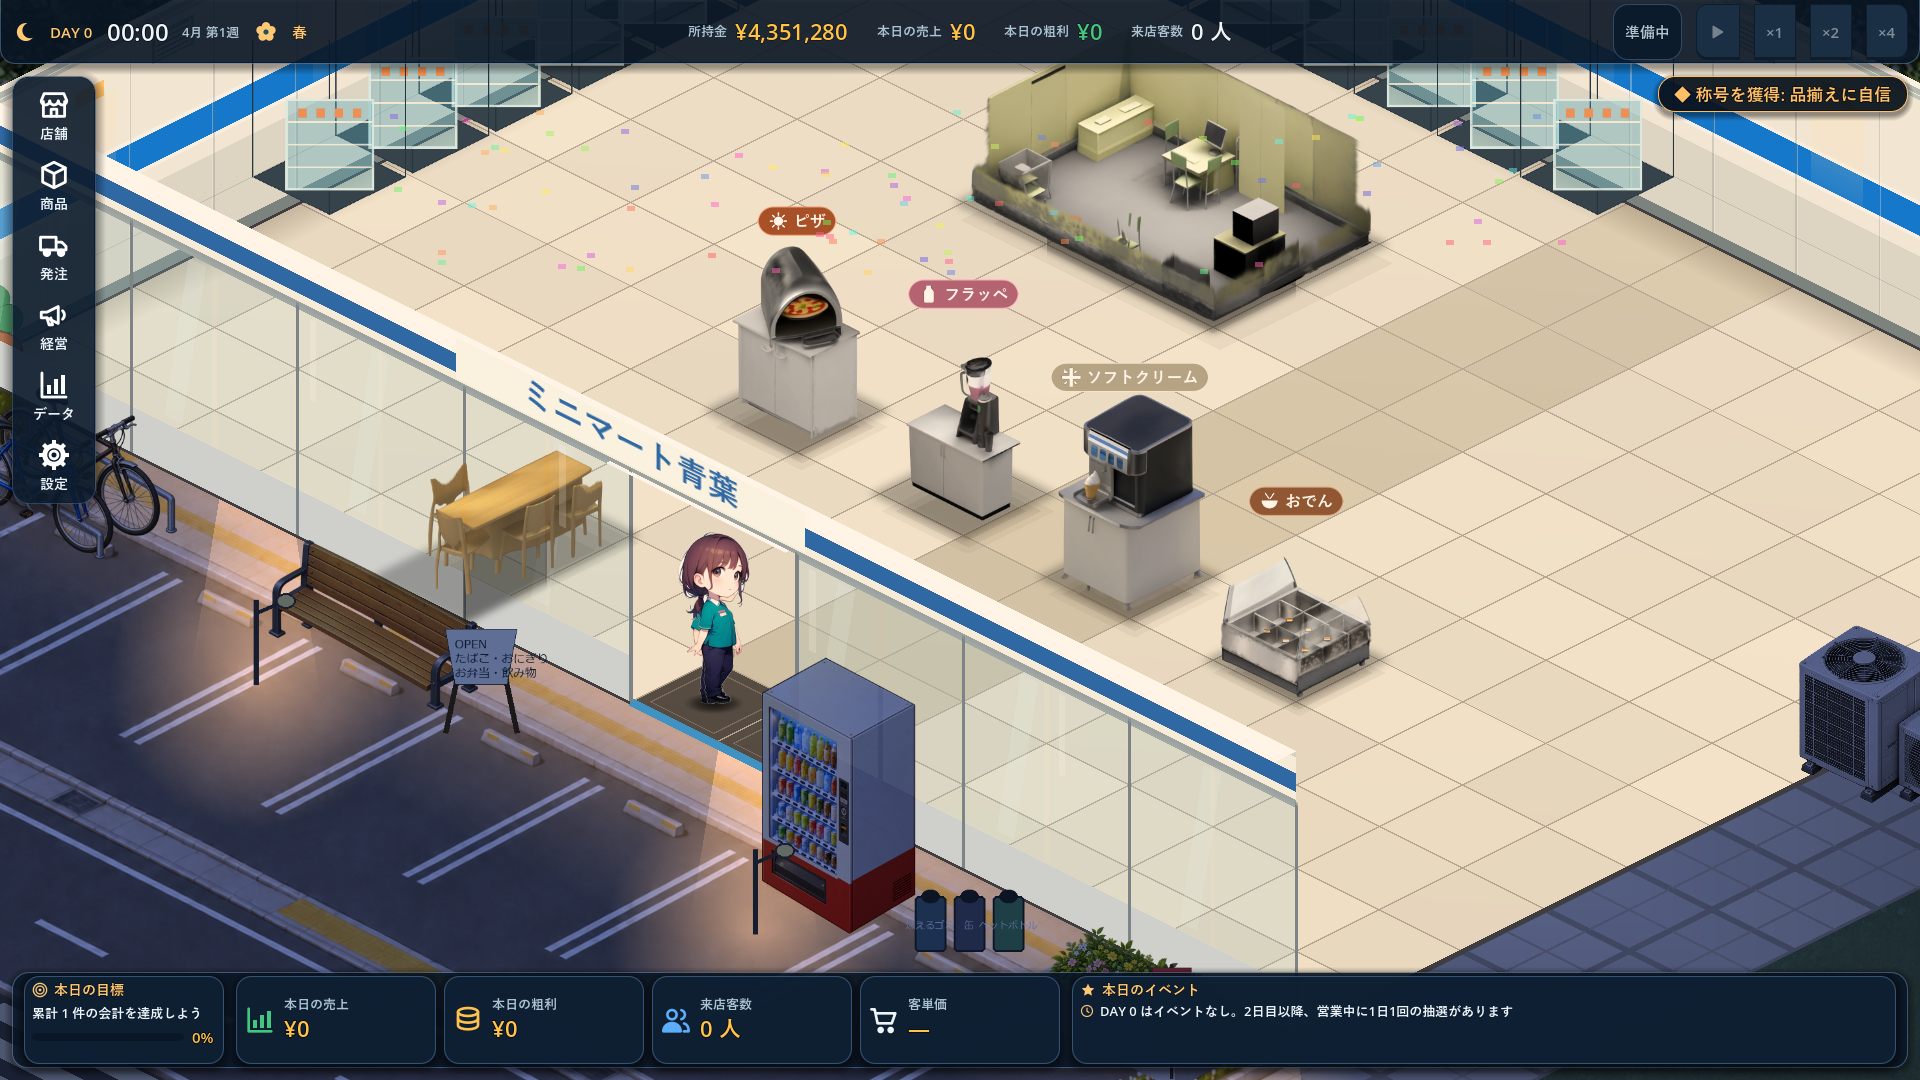 DAY 0 00:00 4月 第1週 春
所持金 ¥4,351,280 本日の売上 ¥0 本日の粗利 ¥0 来店客数 0 人
準備中 ×1 ×2 ×4
称号を獲得: 品揃えに自信
店舗
商品
発注
経営
データ
設定
ピザ
フラッペ
ソフトクリーム
おでん
ミニマート青葉
OPEN
たばこ・おにぎり
お弁当・飲み物
缶 ペットボトル
本日の目標
累計 1 件の会計を達成しよう
0%
本日の売上
¥0
本日の粗利
¥0
来店客数
0 人
客単価
—
本日のイベント
DAY 0 はイベントなし。2日目以降、営業中に1日1回の抽選があります